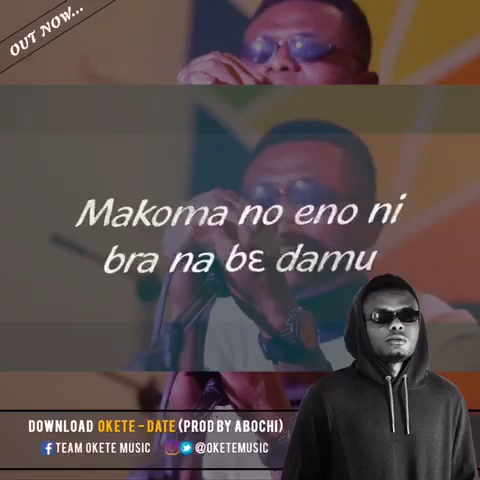 OUT NOW...
Makoma no eno ni
bra na bɛ damu
DOWNLOAD OKETE - DATE (PROD BY ABOCHI)
TEAM OKETE MUSIC @OKETEMUSIC